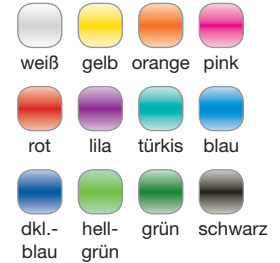 weiß gelb orange pink
rot lila türkis blau
dkl.- hell- grün schwarz
blau grün